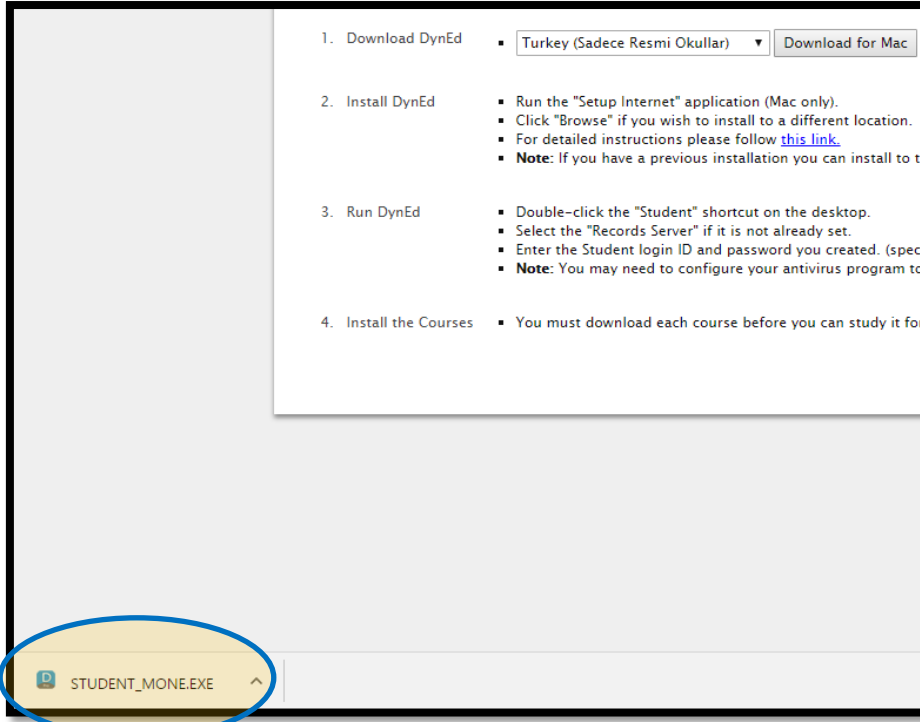 1. Download DynEd ▪ Turkey (Sadece Resmi Okullar) ▼ Download for Mac
2. Install DynEd ▪ Run the "Setup Internet" application (Mac only).
▪ Click "Browse" if you wish to install to a different location.
▪ For detailed instructions please follow this link.
▪ Note: If you have a previous installation you can install to
3. Run DynEd ▪ Double-click the "Student" shortcut on the desktop.
▪ Select the "Records Server" if it is not already set.
▪ Enter the Student login ID and password you created. (spec
▪ Note: You may need to configure your antivirus program to
4. Install the Courses ▪ You must download each course before you can study it for
STUDENT_MONE.EXE